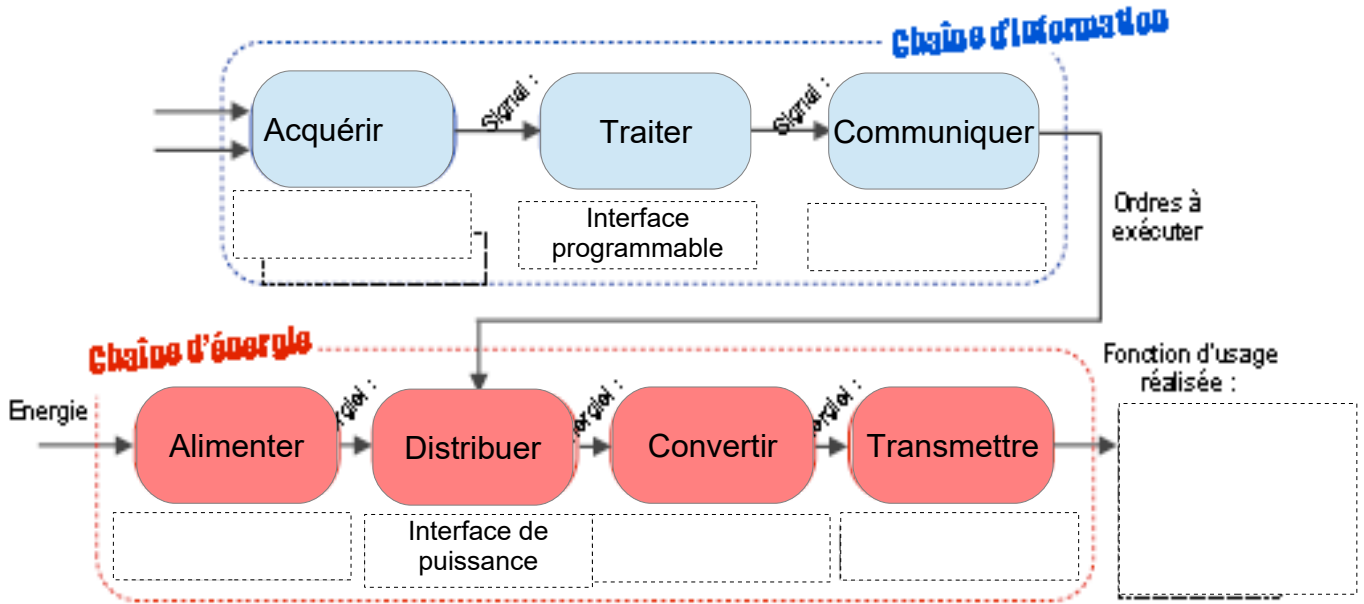 Chaîne d'information
Acquérir
Signal :
Traiter
Signal :
Communiquer
Interface
programmable
Ordres à
exécuter
Chaîne d'énergie
Energie
Alimenter
Distribuer
Convertir
Transmettre
Interface de
puissance
Fonction d'usage
réalisée :